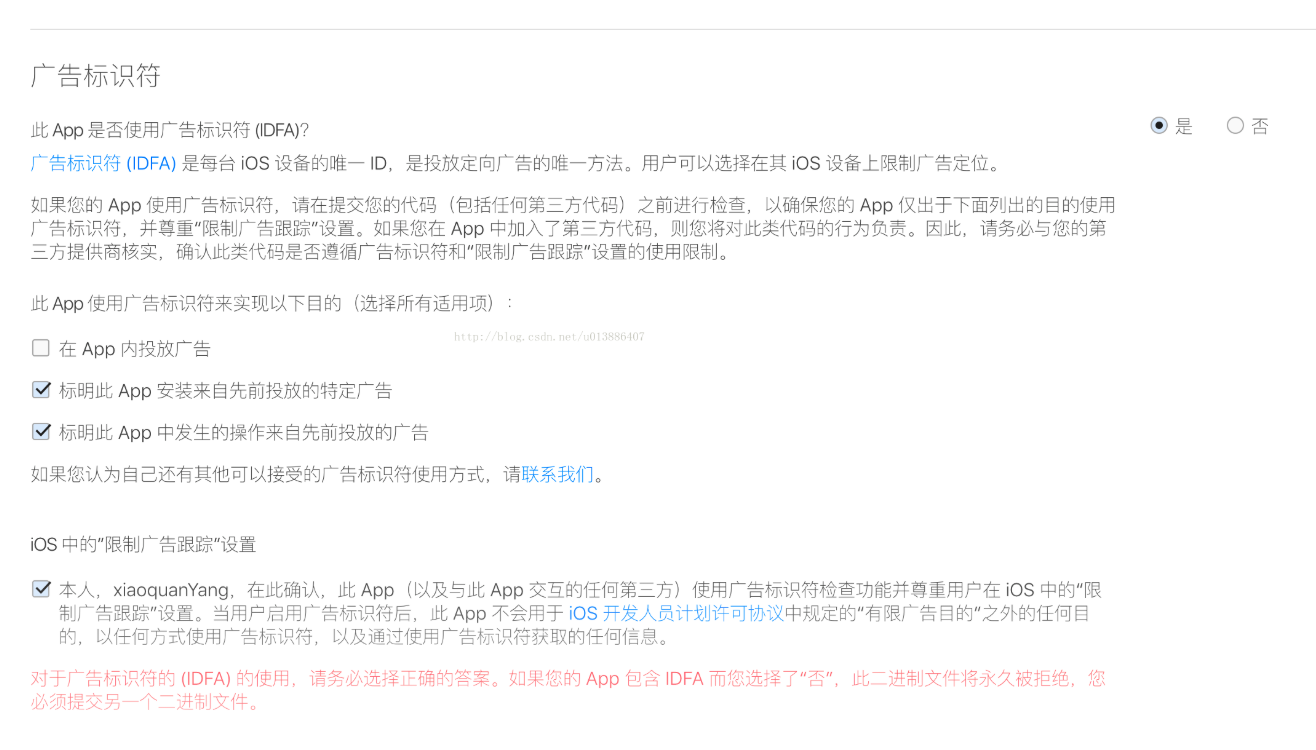 广告标识符
此 App 是否使用广告标识符 (IDFA)?
是
否
广告标识符 (IDFA) 是每台 iOS 设备的唯一 ID，是投放定向广告的唯一方法。用户可以选择在其 iOS 设备上限制广告定位。
如果您的 App 使用广告标识符，请在提交您的代码（包括任何第三方代码）之前进行检查，以确保您的 App 仅出于下面列出的目的使用
广告标识符，并尊重“限制广告跟踪”设置。如果您在 App 中加入了第三方代码，则您将对此类代码的行为负责。因此，请务必与您的第
三方提供商核实，确认此类代码是否遵循广告标识符和“限制广告跟踪”设置的使用限制。
此 App 使用广告标识符来实现以下目的（选择所有适用项）：
http://blog.csdn.net/u013886407
在 App 内投放广告
标明此 App 安装来自先前投放的特定广告
标明此 App 中发生的操作来自先前投放的广告
如果您认为自己还有其他可以接受的广告标识符使用方式，请联系我们。
iOS 中的“限制广告跟踪”设置
本人，xiaoquanYang，在此确认，此 App（以及与此 App 交互的任何第三方）使用广告标识符检查功能并尊重用户在 iOS 中的“限
制广告跟踪”设置。当用户启用广告标识符后，此 App 不会用于 iOS 开发人员计划许可协议中规定的“有限广告目的”之外的任何目
的，以任何方式使用广告标识符，以及通过使用广告标识符获取的任何信息。
对于广告标识符的 (IDFA) 的使用，请务必选择正确的答案。如果您的 App 包含 IDFA 而您选择了“否”，此二进制文件将永久被拒绝，您
必须提交另一个二进制文件。